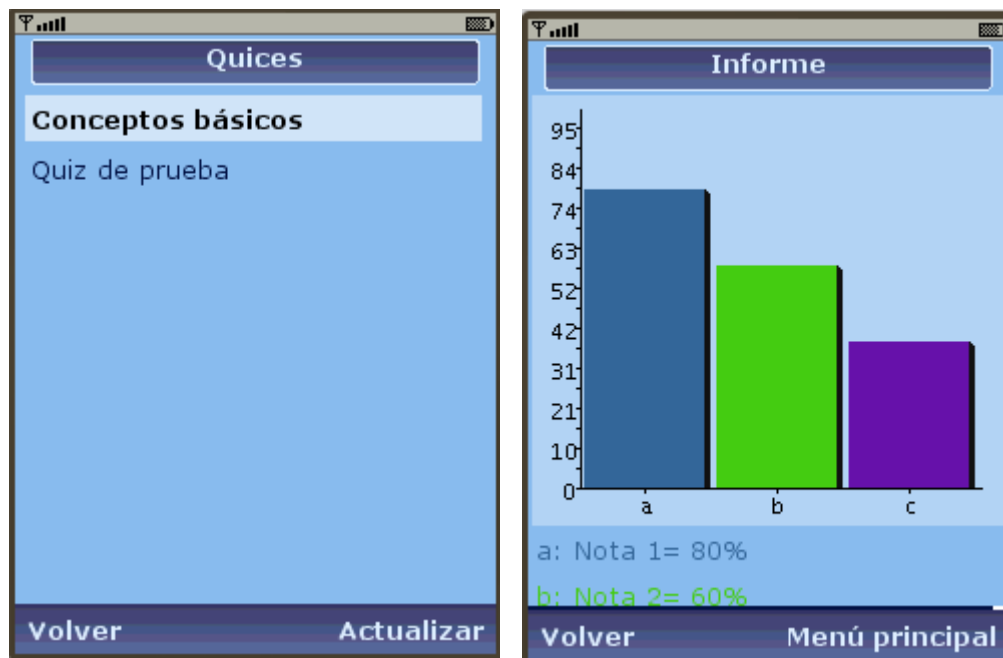 Quices
Conceptos básicos
Quiz de prueba
Volver Actualizar
Informe
95
84
74
63
52
42
31
21
10
0
a b c
a: Nota 1= 80%
b: Nota 2= 60%
Volver Menú principal